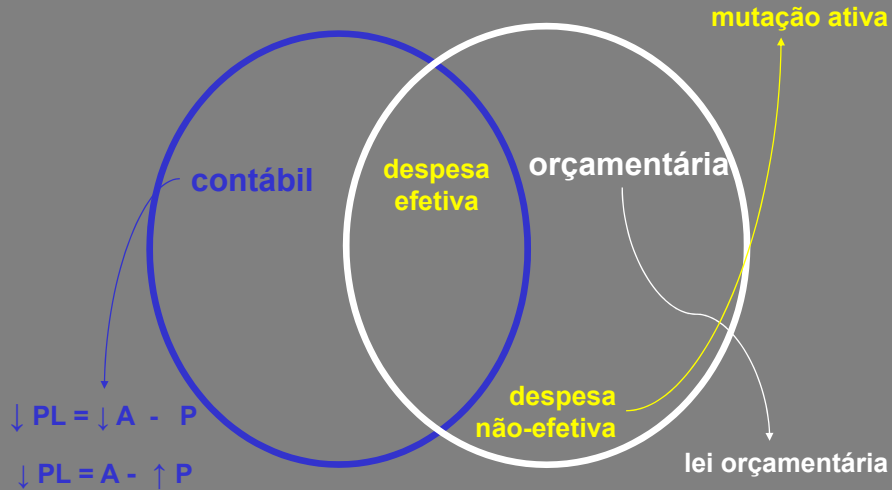 mutação ativa
contábil
despesa
efetiva
orçamentária
↓ PL = ↓ A - P
↓ PL = A - ↑ P
despesa
não-efetiva
lei orçamentária